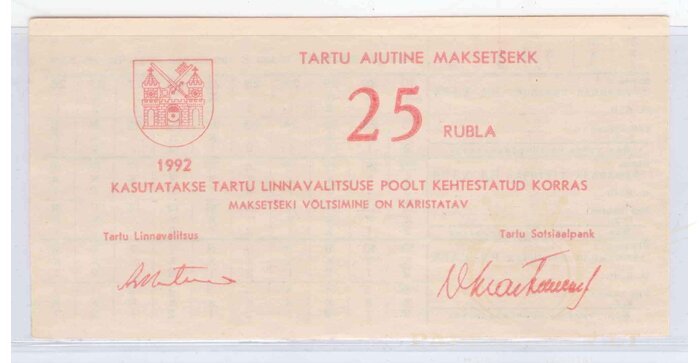 TARTU AJUTINE MAKSETŠEKK
25 RUBLA
1992
KASUTATAKSE TARTU LINNAVALITSUSE POOLT KEHTESTATUD KORRAS
MAKSETŠEKI VÕLTSIMINE ON KARISTATAV
Tartu Linnavalitsus
Tartu Sotsiaalpank